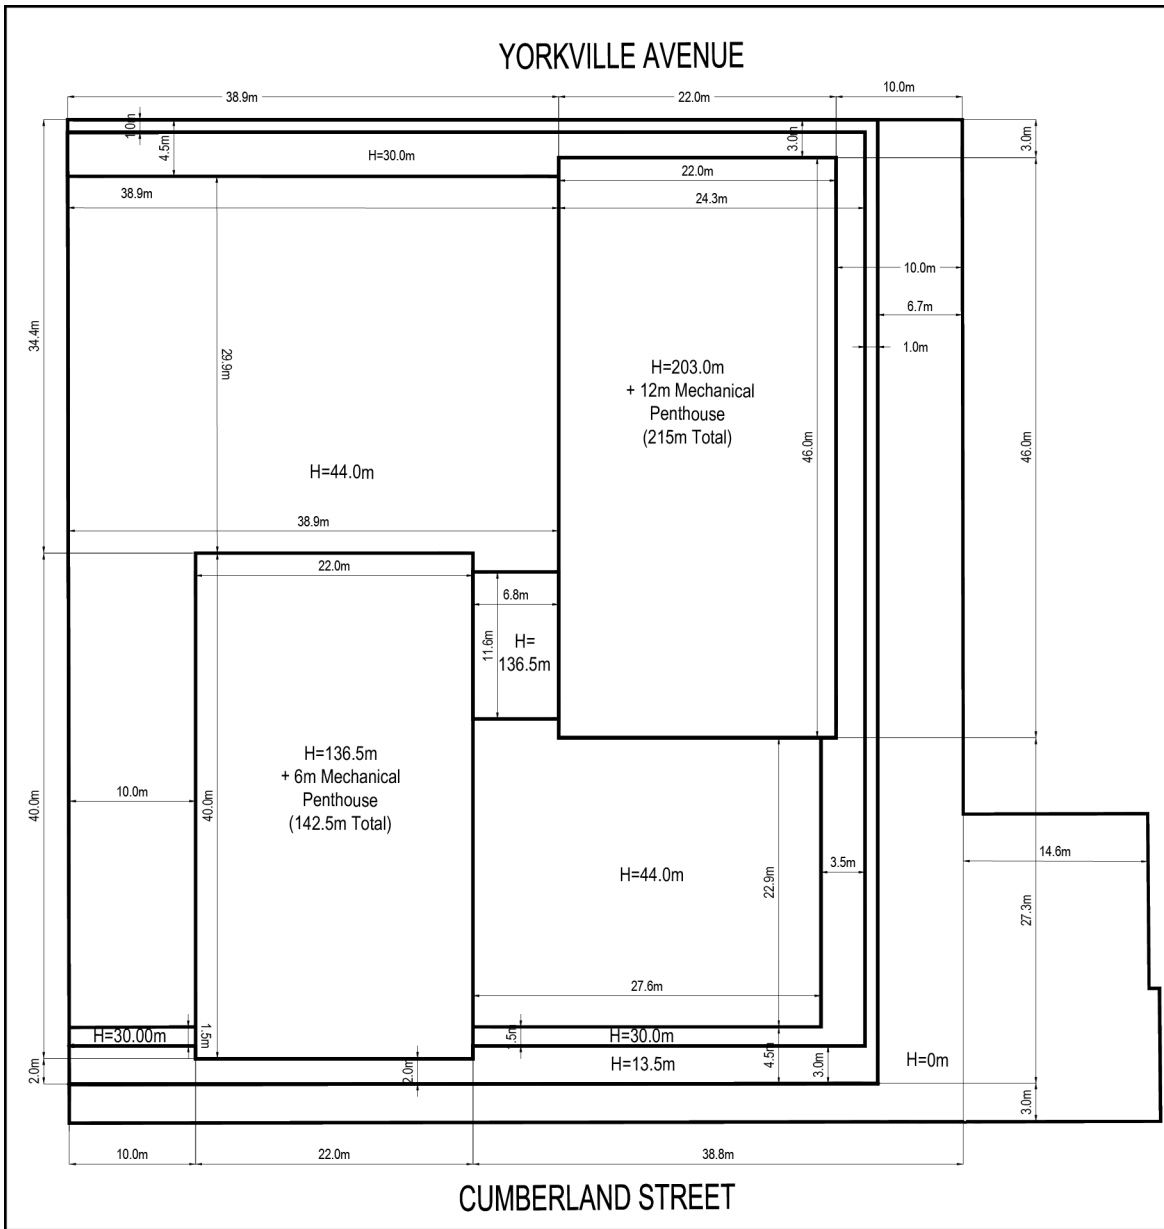 YORKVILLE AVENUE
38.9m
22.0m
10.0m
1.0m
4.5m
H=30.0m
3.0m
3.0m
22.0m
38.9m
24.3m
10.0m
6.7m
1.0m
34.4m
29.9m
H=203.0m
+ 12m Mechanical
Penthouse
(215m Total)
46.0m
46.0m
H=44.0m
38.9m
22.0m
6.8m
11.6m
H=
136.5m
H=136.5m
+ 6m Mechanical
Penthouse
(142.5m Total)
10.0m
40.0m
40.0m
14.6m
H=44.0m
3.5m
22.9m
27.3m
27.6m
H=30.00m
1.5m
1.5m
H=30.0m
4.5m
H=13.5m
3.0m
H=0m
2.0m
2.0m
3.0m
10.0m
22.0m
38.8m
CUMBERLAND STREET